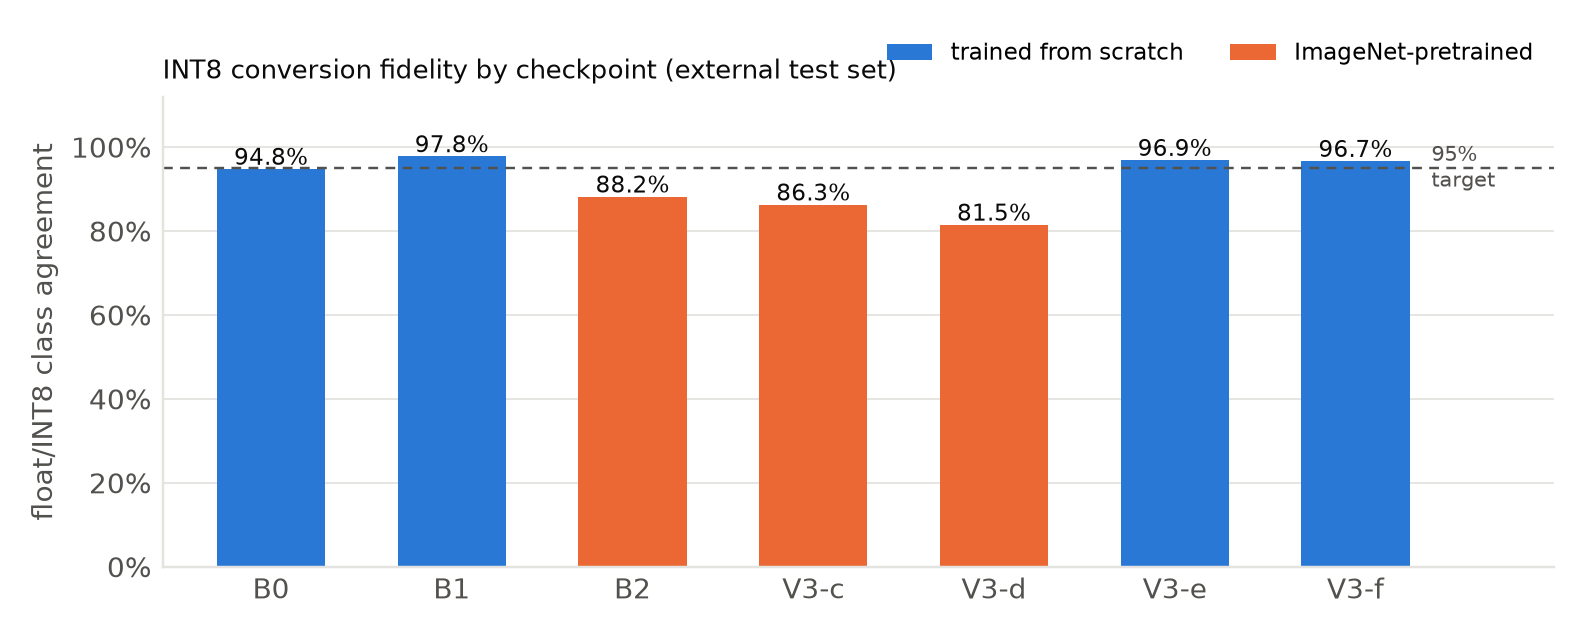 trained from scratch
ImageNet-pretrained
INT8 conversion fidelity by checkpoint (external test set)
float/INT8 class agreement
100%
80%
60%
40%
20%
0%
94.8%
97.8%
88.2%
86.3%
81.5%
96.9%
96.7%
95%
target
B0
B1
B2
V3-c
V3-d
V3-e
V3-f